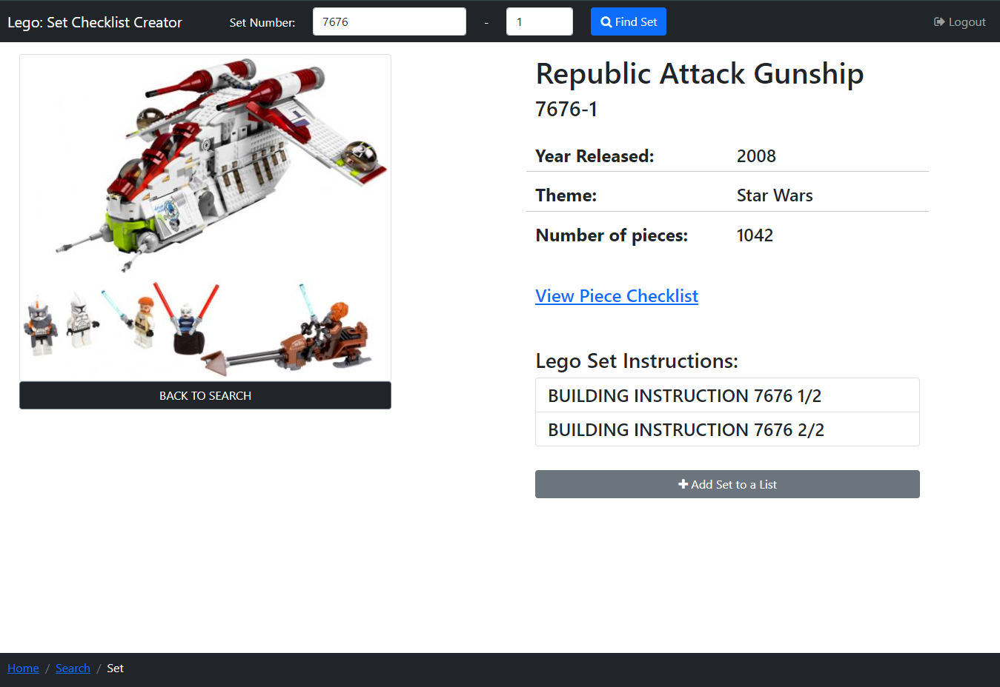 Lego: Set Checklist Creator
Set Number:
7676
-
1
Find Set
Logout
Republic Attack Gunship
7676-1
Year Released: 2008
Theme: Star Wars
Number of pieces: 1042
View Piece Checklist
Lego Set Instructions:
BUILDING INSTRUCTION 7676 1/2
BUILDING INSTRUCTION 7676 2/2
Add Set to a List
BACK TO SEARCH
Home / Search / Set